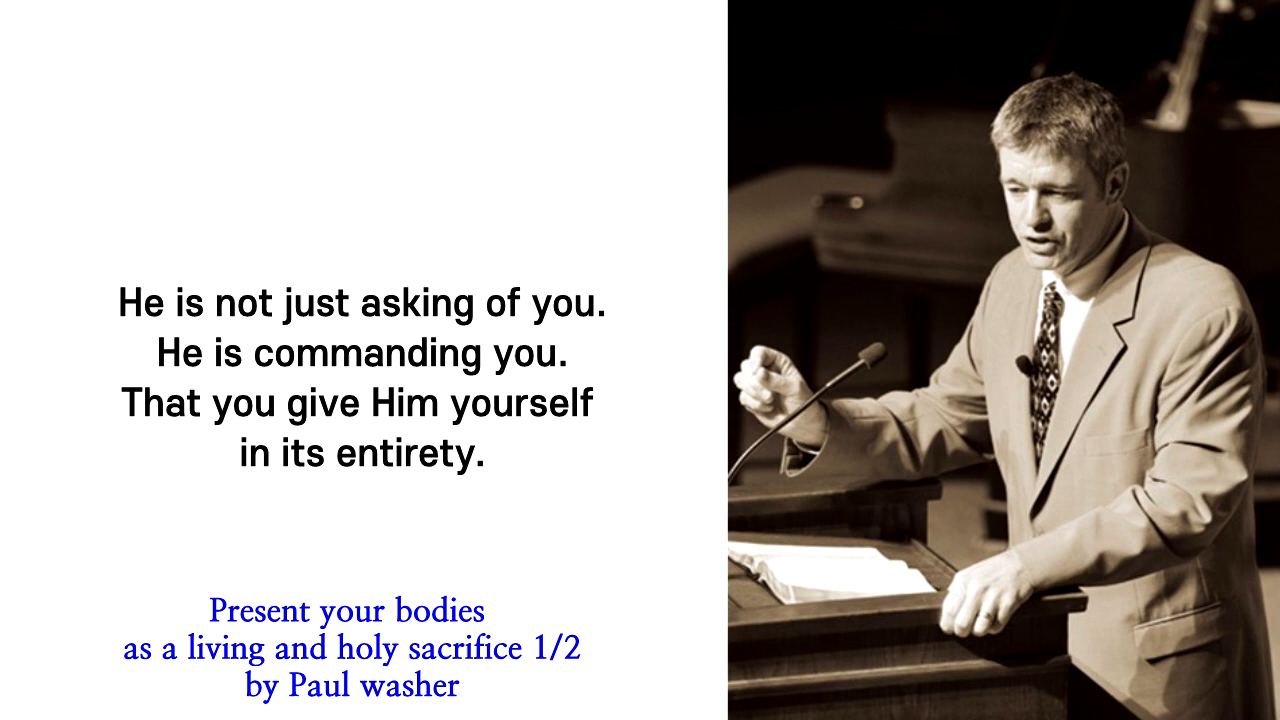 He is not just asking of you.
He is commanding you.
That you give Him yourself
in its entirety.
Present your bodies
as a living and holy sacrifice 1/2
by Paul washer